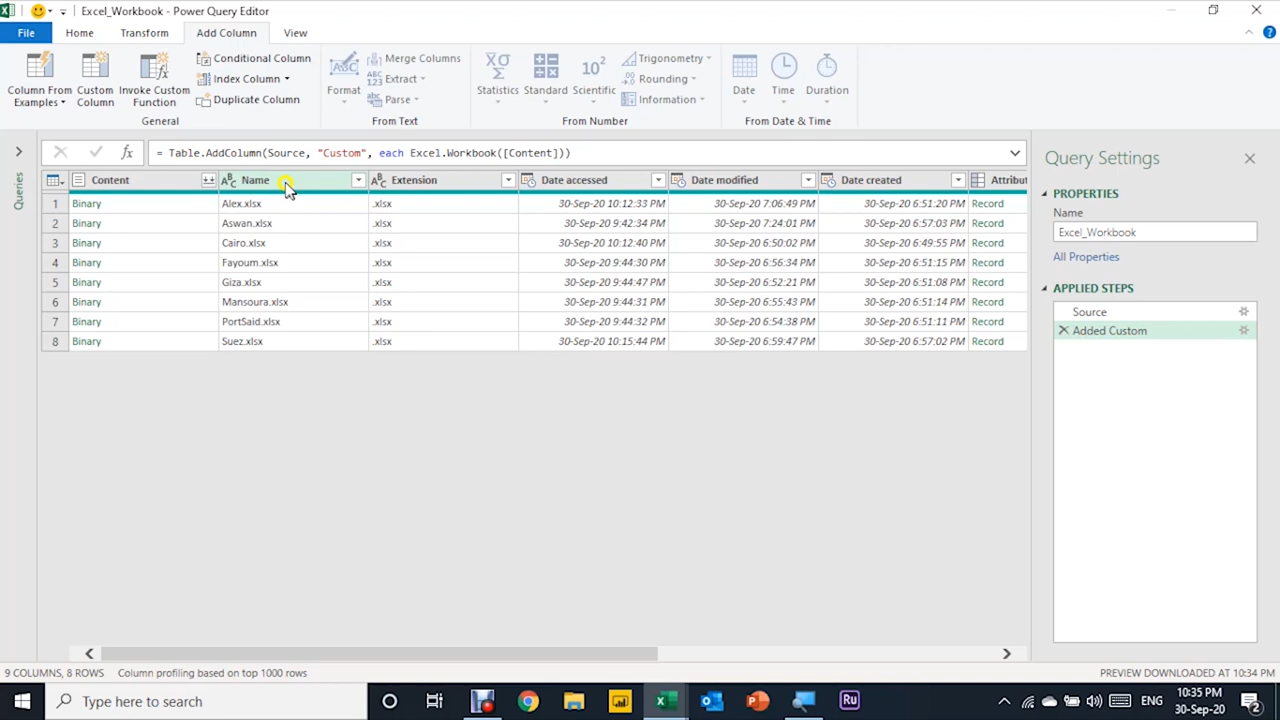 Excel_Workbook - Power Query Editor
File Home Transform Add Column View
Column From Examples
Custom Column
Invoke Custom Function
Conditional Column
Index Column
Duplicate Column
General
Format
ABC
Merge Columns
ABC 123 Extract
abc Parse
From Text
Statistics
Standard
10² Scientific
Trigonometry
Rounding
Information
From Number
Date
Time
Duration
From Date & Time
= Table.AddColumn(Source, "Custom", each Excel.Workbook([Content]))
Queries
Content Name Extension Date accessed Date modified Date created Attribut
1 Binary Alex.xlsx .xlsx 30-Sep-20 10:12:33 PM 30-Sep-20 7:06:49 PM 30-Sep-20 6:51:20 PM Record
2 Binary Aswan.xlsx .xlsx 30-Sep-20 9:42:34 PM 30-Sep-20 7:24:01 PM 30-Sep-20 6:57:03 PM Record
3 Binary Cairo.xlsx .xlsx 30-Sep-20 10:12:40 PM 30-Sep-20 6:50:02 PM 30-Sep-20 6:49:55 PM Record
4 Binary Fayoum.xlsx .xlsx 30-Sep-20 9:44:30 PM 30-Sep-20 6:56:34 PM 30-Sep-20 6:51:15 PM Record
5 Binary Giza.xlsx .xlsx 30-Sep-20 9:44:47 PM 30-Sep-20 6:52:21 PM 30-Sep-20 6:51:08 PM Record
6 Binary Mansoura.xlsx .xlsx 30-Sep-20 9:44:31 PM 30-Sep-20 6:55:43 PM 30-Sep-20 6:51:14 PM Record
7 Binary PortSaid.xlsx .xlsx 30-Sep-20 9:44:32 PM 30-Sep-20 6:54:38 PM 30-Sep-20 6:51:11 PM Record
8 Binary Suez.xlsx .xlsx 30-Sep-20 10:15:44 PM 30-Sep-20 6:59:47 PM 30-Sep-20 6:57:02 PM Record
Query Settings
PROPERTIES
Name
Excel_Workbook
All Properties
APPLIED STEPS
Source
Added Custom
9 COLUMNS, 8 ROWS Column profiling based on top 1000 rows PREVIEW DOWNLOADED AT 10:34 PM
Type here to search
Ru
ENG
10:35 PM
30-Sep-20
2